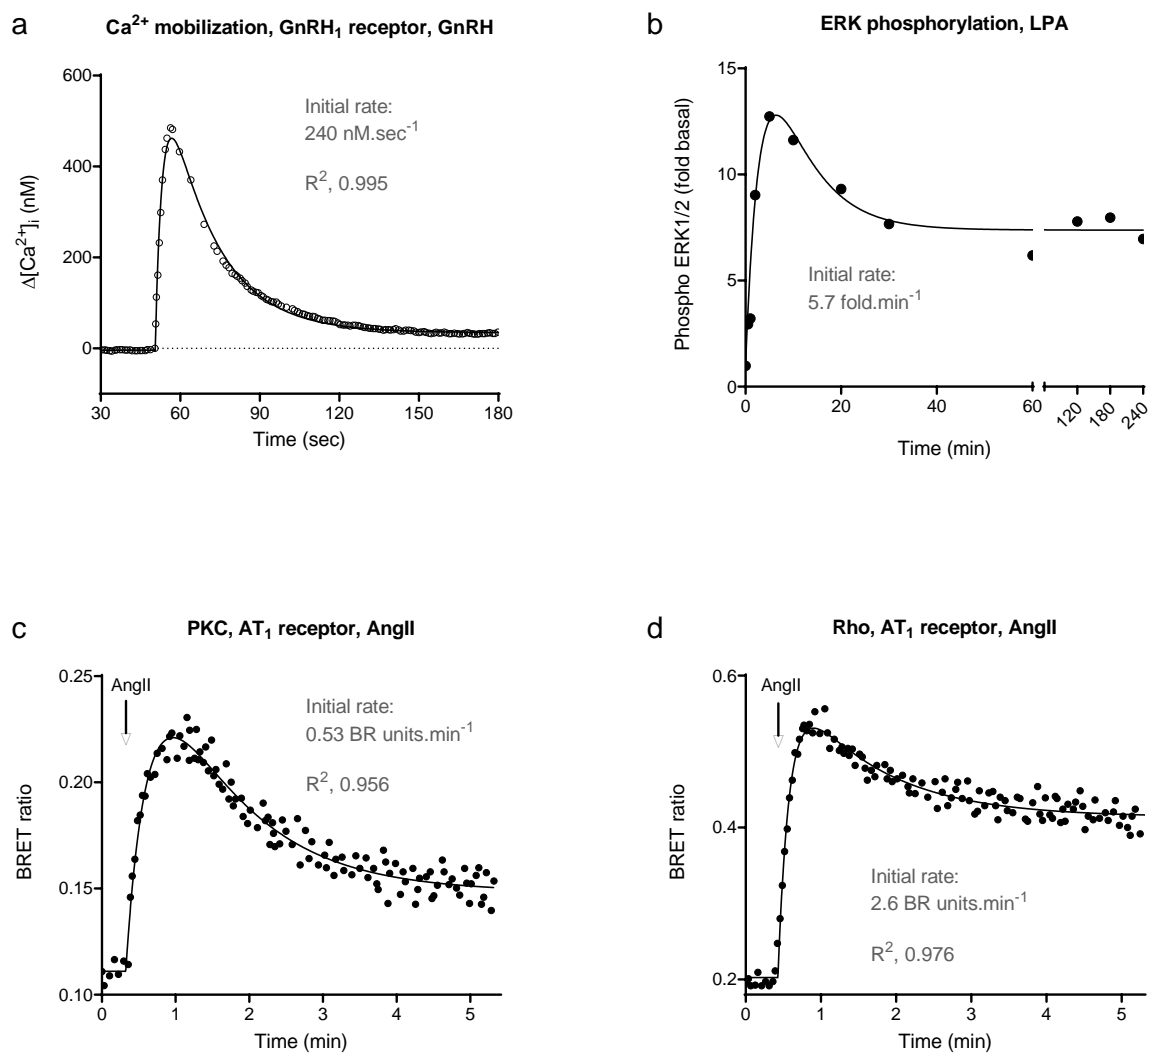 a
Ca²⁺ mobilization, GnRH₁ receptor, GnRH
600
400
200
0
Δ[Ca²⁺]ᵢ (nM)
Initial rate:
240 nM.sec⁻¹
R², 0.995
30 60 90 120 150 180
Time (sec)
b
ERK phosphorylation, LPA
15
10
5
0
Phospho ERK1/2 (fold basal)
Initial rate:
5.7 fold.min⁻¹
0 20 40 60 120 180 240
Time (min)
c
PKC, AT₁ receptor, AngII
0.25
0.20
0.15
0.10
BRET ratio
AngII
Initial rate:
0.53 BR units.min⁻¹
R², 0.956
0 1 2 3 4 5
Time (min)
d
Rho, AT₁ receptor, AngII
0.6
0.4
0.2
BRET ratio
AngII
Initial rate:
2.6 BR units.min⁻¹
R², 0.976
0 1 2 3 4 5
Time (min)